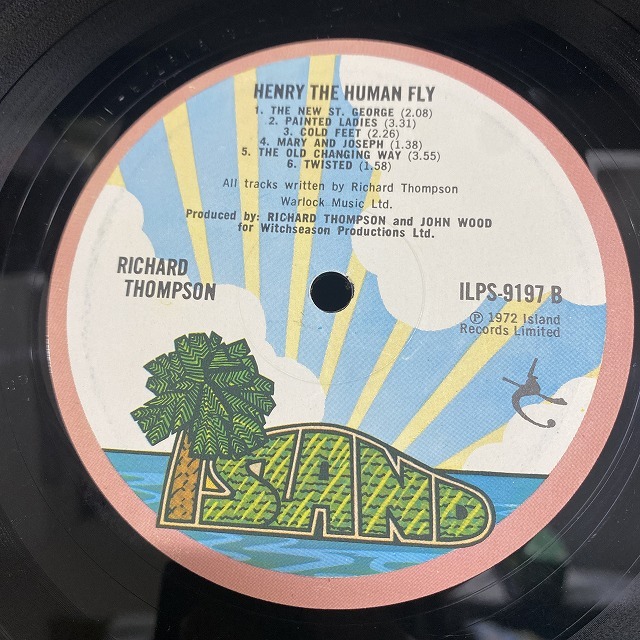 HENRY THE HUMAN FLY
1. THE NEW ST. GEORGE (2.08)
2. PAINTED LADIES (3.31)
3. COLD FEET (2.26)
4. MARY AND JOSEPH (1.38)
5. THE OLD CHANGING WAY (3.55)
6. TWISTED (1.58)
All tracks written by Richard Thompson
Warlock Music Ltd.
Produced by: RICHARD THOMPSON and JOHN WOOD
for Witchseason Productions Ltd.
RICHARD
THOMPSON
ILPS-9197 B
℗ 1972 Island
Records Limited
ISLAND